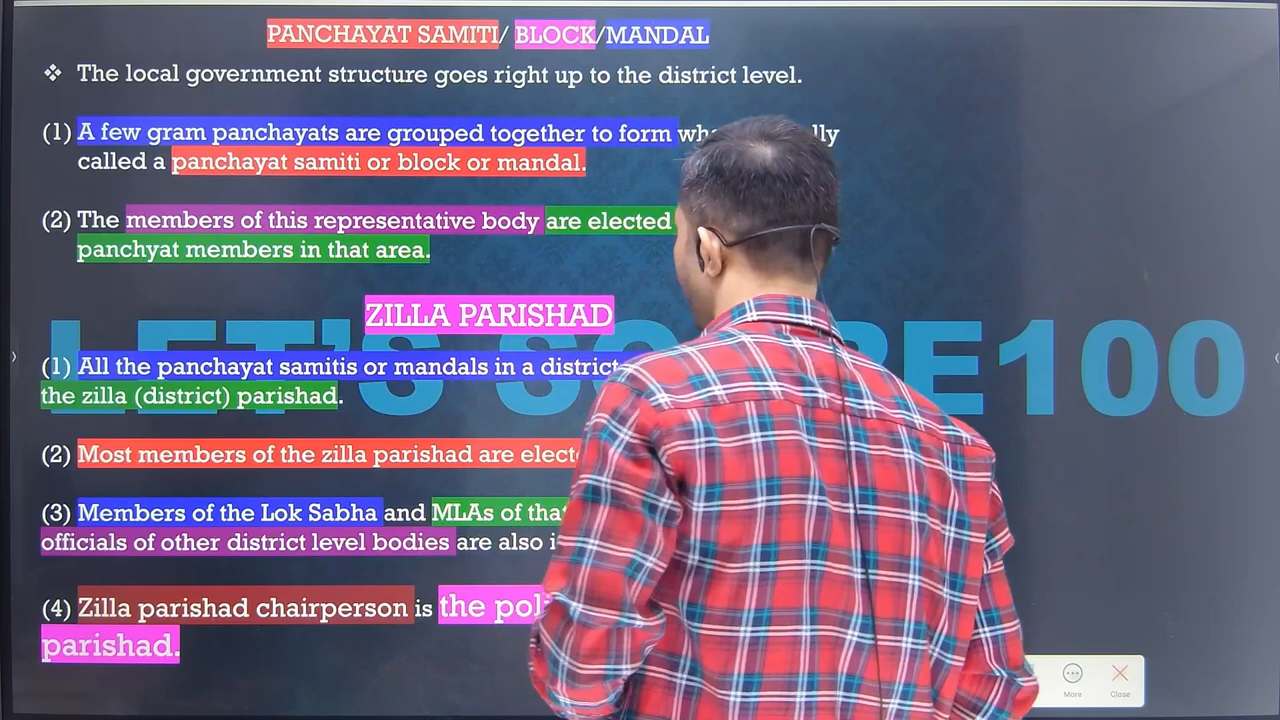 PANCHAYAT SAMITI/ BLOCK/MANDAL
❖ The local government structure goes right up to the district level.
(1) A few gram panchayats are grouped together to form
called a panchayat samiti or block or mandal.
(2) The members of this representative body are elected
panchyat members in that area.
ZILLA PARISHAD
(1) All the panchayat samitis or mandals in a district
the zilla (district) parishad.
(2) Most members of the zilla parishad are
(3) Members of the Lok Sabha and MLAs of
officials of other district level bodies are also
(4) Zilla parishad chairperson is the
parishad.
LET'S 100
More Close